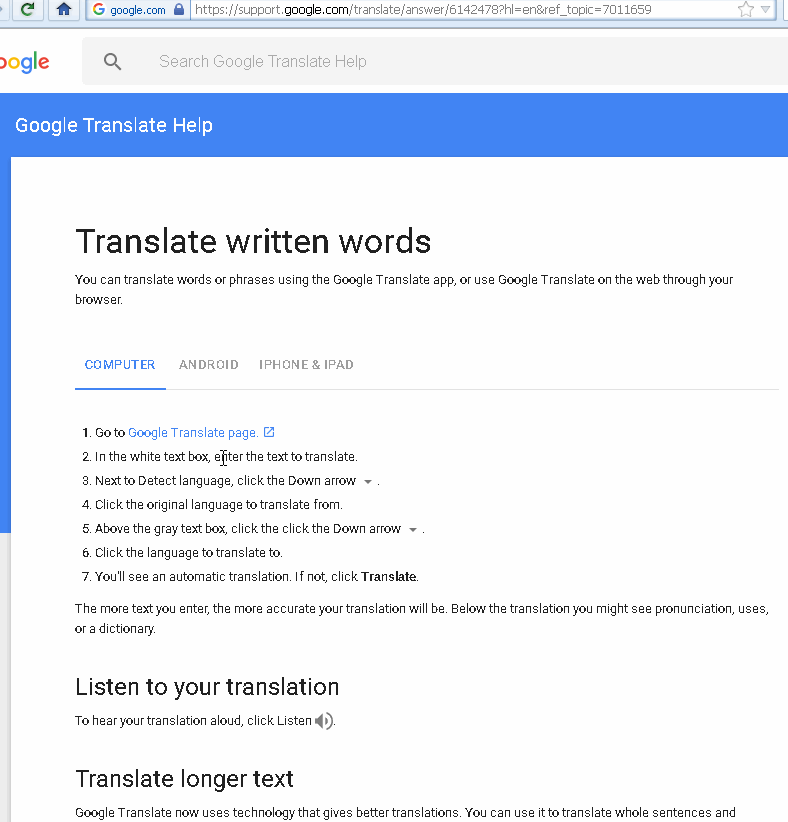 google.com
https://support.google.com/translate/answer/6142478?hl=en&ref_topic=7011659
oogle
Search Google Translate Help
Google Translate Help
Translate written words
You can translate words or phrases using the Google Translate app, or use Google Translate on the web through your
browser.
COMPUTER ANDROID IPHONE & IPAD
1. Go to Google Translate page.
2. In the white text box, enter the text to translate.
3. Next to Detect language, click the Down arrow .
4. Click the original language to translate from.
5. Above the gray text box, click the click the Down arrow .
6. Click the language to translate to.
7. You'll see an automatic translation. If not, click Translate.
The more text you enter, the more accurate your translation will be. Below the translation you might see pronunciation, uses,
or a dictionary.
Listen to your translation
To hear your translation aloud, click Listen .
Translate longer text
Google Translate now uses technology that gives better translations. You can use it to translate whole sentences and